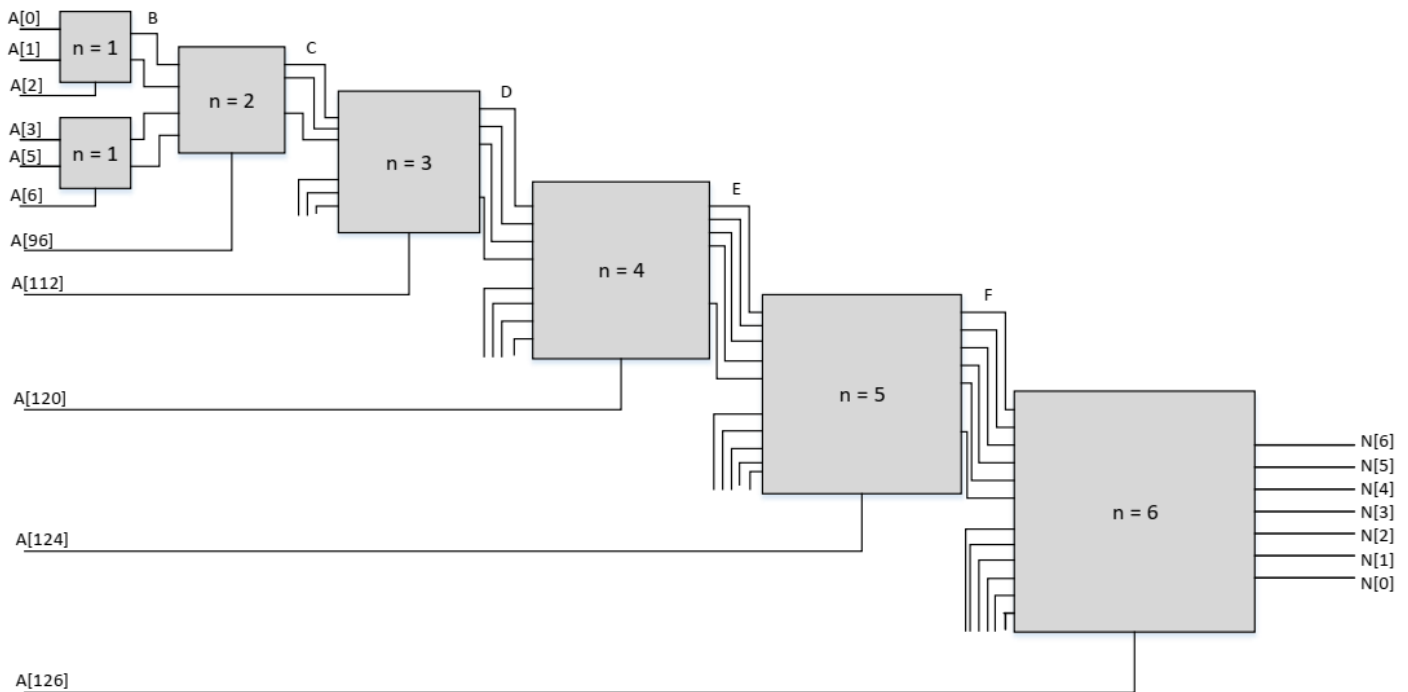 A[0]
B
n = 1
A[1]
C
A[2]
n = 2
D
A[3]
n = 1
A[5]
n = 3
A[6]
E
A[96]
n = 4
A[112]
F
A[120]
n = 5
N[6]
N[5]
N[4]
N[3]
n = 6
N[2]
A[124]
N[1]
N[0]
A[126]